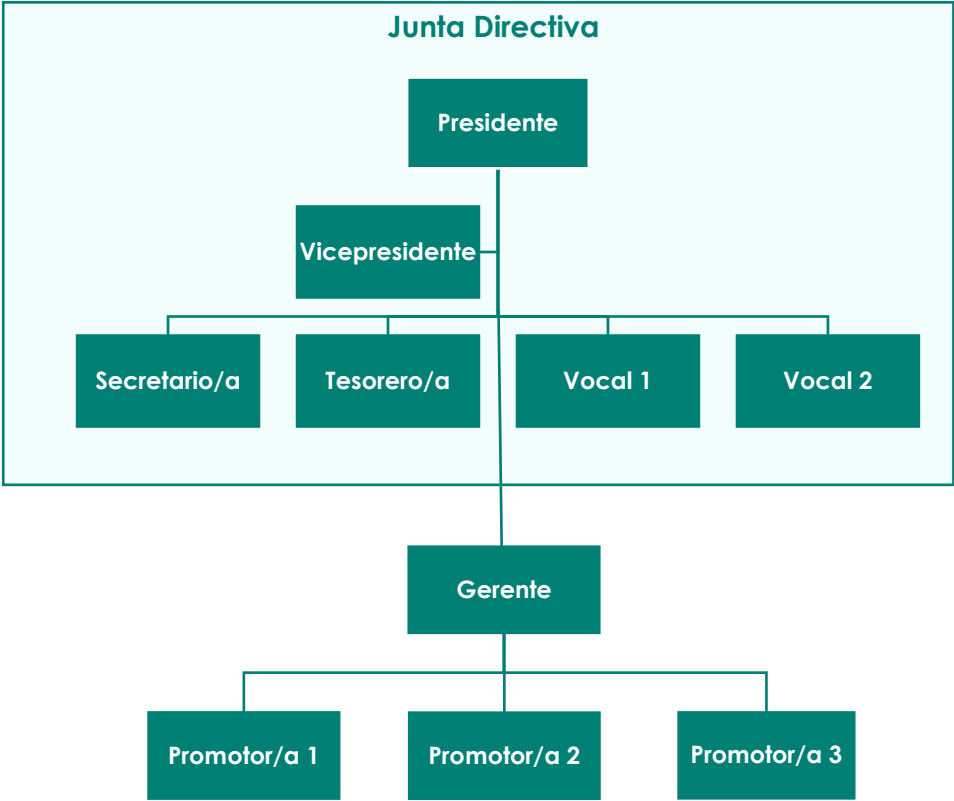 Junta Directiva
Presidente
Vicepresidente
Secretario/a
Tesorero/a
Vocal 1
Vocal 2
Gerente
Promotor/a 1
Promotor/a 2
Promotor/a 3